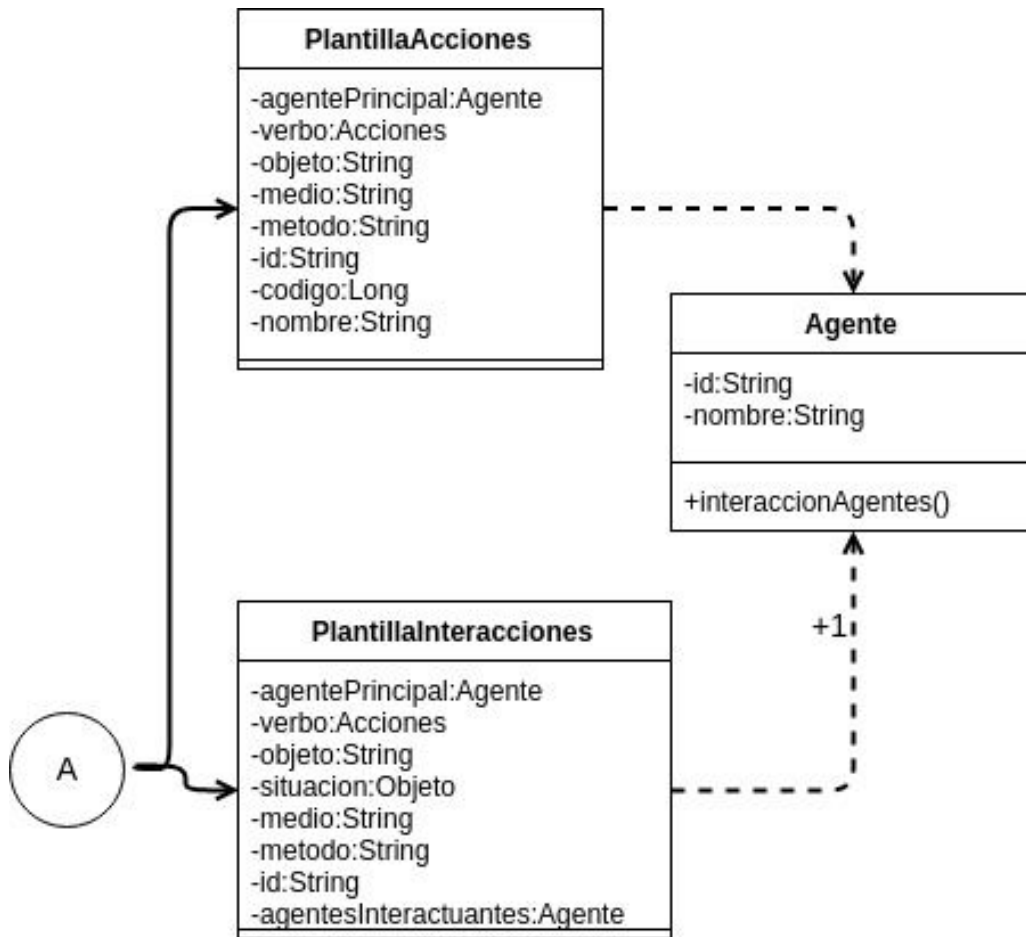 PlantillaAcciones
-agentePrincipal:Agente
-verbo:Acciones
-objeto:String
-medio:String
-metodo:String
-id:String
-codigo:Long
-nombre:String
Agente
-id:String
-nombre:String
+interaccionAgentes()
+1
PlantillaInteracciones
-agentePrincipal:Agente
-verbo:Acciones
-objeto:String
-situacion:Objeto
-medio:String
-metodo:String
-id:String
-agentesInteractuantes:Agente
A